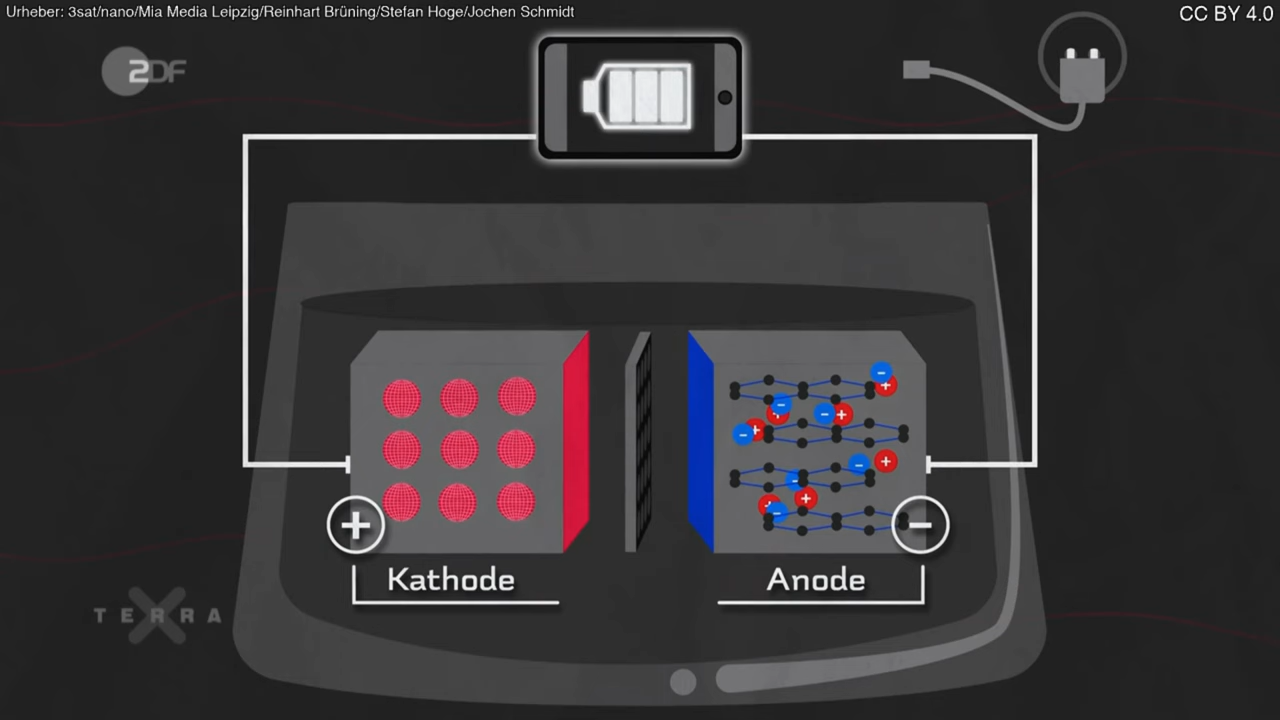 Urheber: 3sat/nano/Mia Media Leipzig/Reinhart Brüning/Stefan Hoge/Jochen Schmidt
CC BY 4.0
2DF
Kathode
Anode
TERRA X